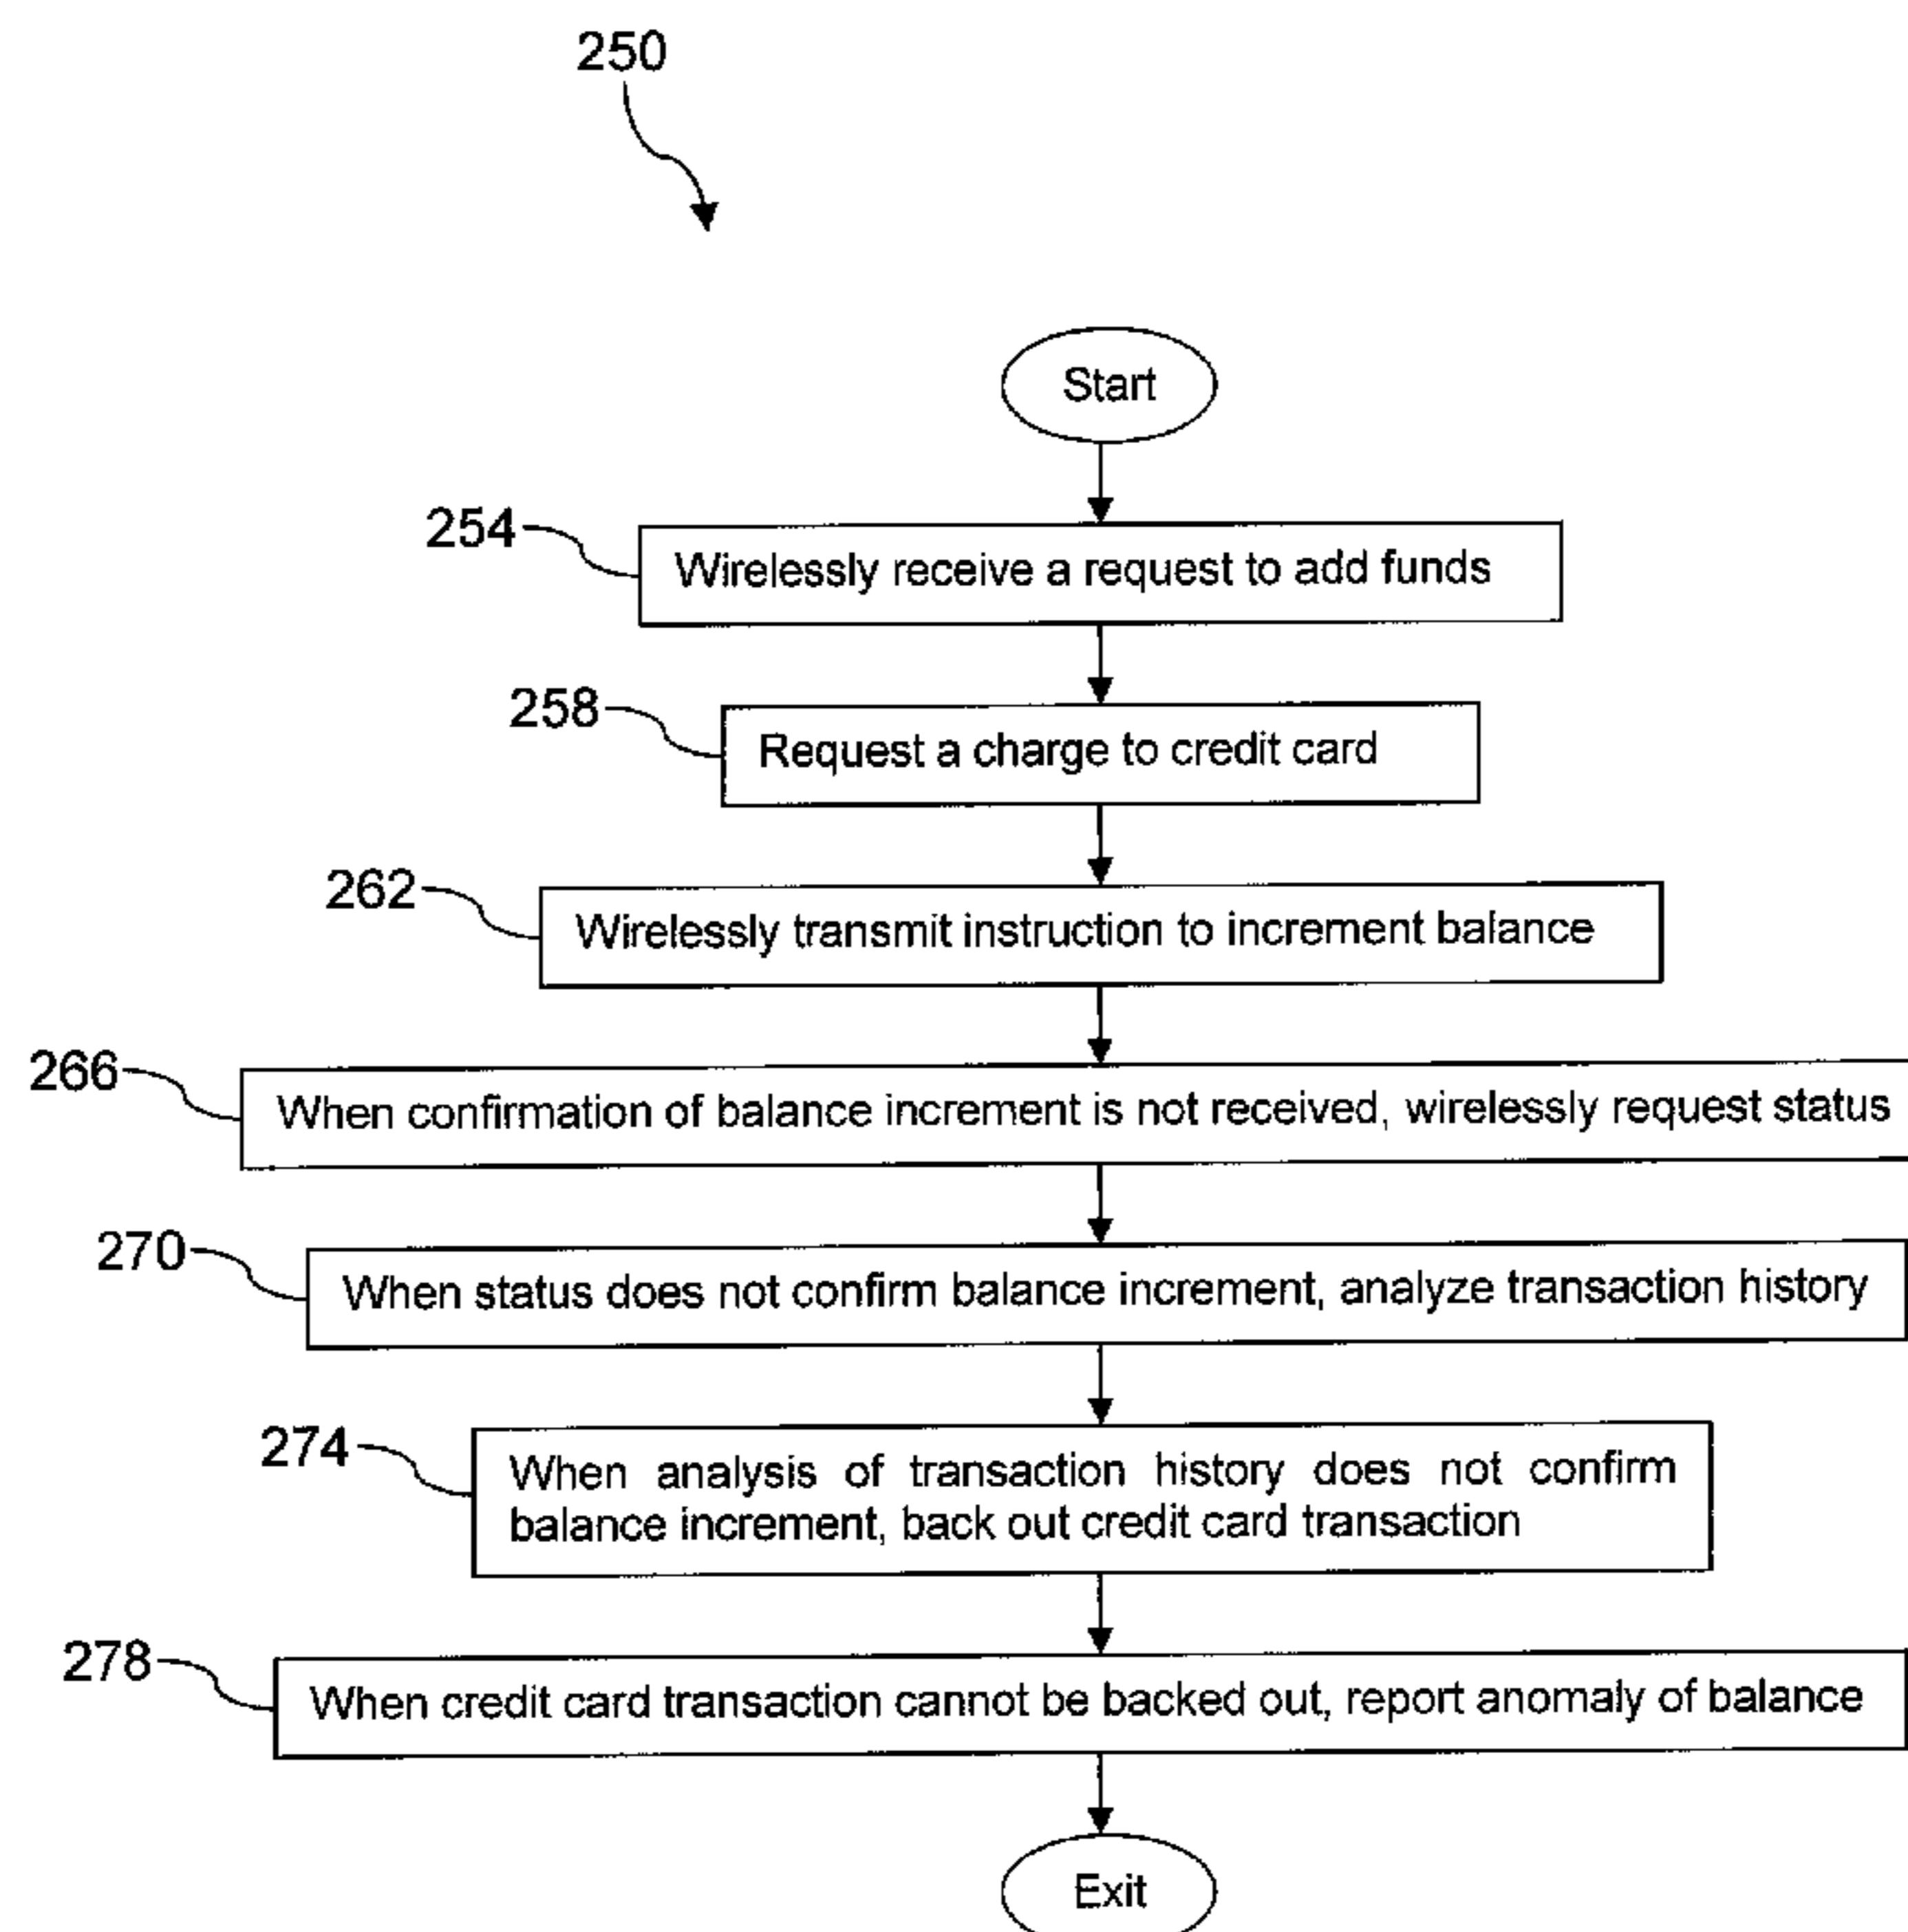 250
Start
254
Wirelessly receive a request to add funds
258
Request a charge to credit card
262
Wirelessly transmit instruction to increment balance
266
When confirmation of balance increment is not received, wirelessly request status
270
When status does not confirm balance increment, analyze transaction history
274
When analysis of transaction history does not confirm
balance increment, back out credit card transaction
278
When credit card transaction cannot be backed out, report anomaly of balance
Exit